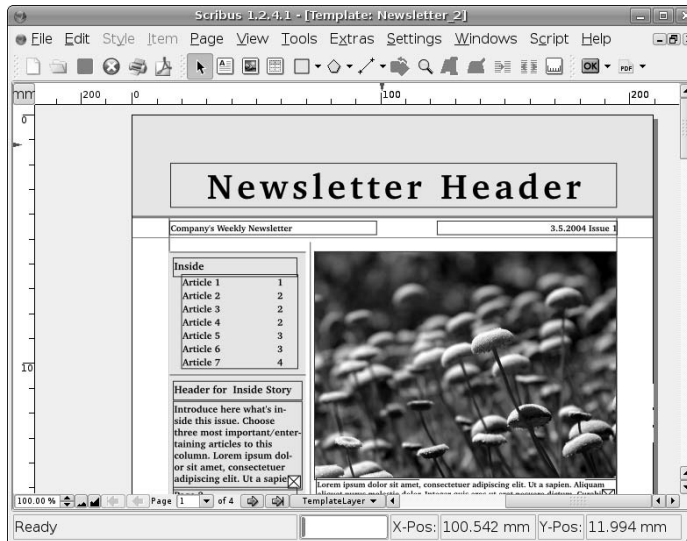 Scribus 1.2.4.1 - [Template: Newsletter_2]
File Edit Style Item Page View Tools Extras Settings Windows Script Help
OK PDF
mm 200 0 100 200
0
Newsletter Header
Company's Weekly Newsletter 3.5.2004 Issue 1
Inside
Article 1 1
Article 2 2
Article 3 2
Article 4 2
Article 5 3
Article 6 3
Article 7 4
10
Header for Inside Story
Introduce here what's in-
side this issue. Choose
three most important/enter-
taining articles to this
column. Lorem ipsum dol-
or sit amet, consectetuer
adipiscing elit. Ut a sapie
Lorem ipsum dolor sit amet, consectetuer adipiscing elit. Ut a sapien. Aliquam
100.00 % Page 1 of 4 TemplateLayer
Ready X-Pos: 100.542 mm Y-Pos: 11.994 mm